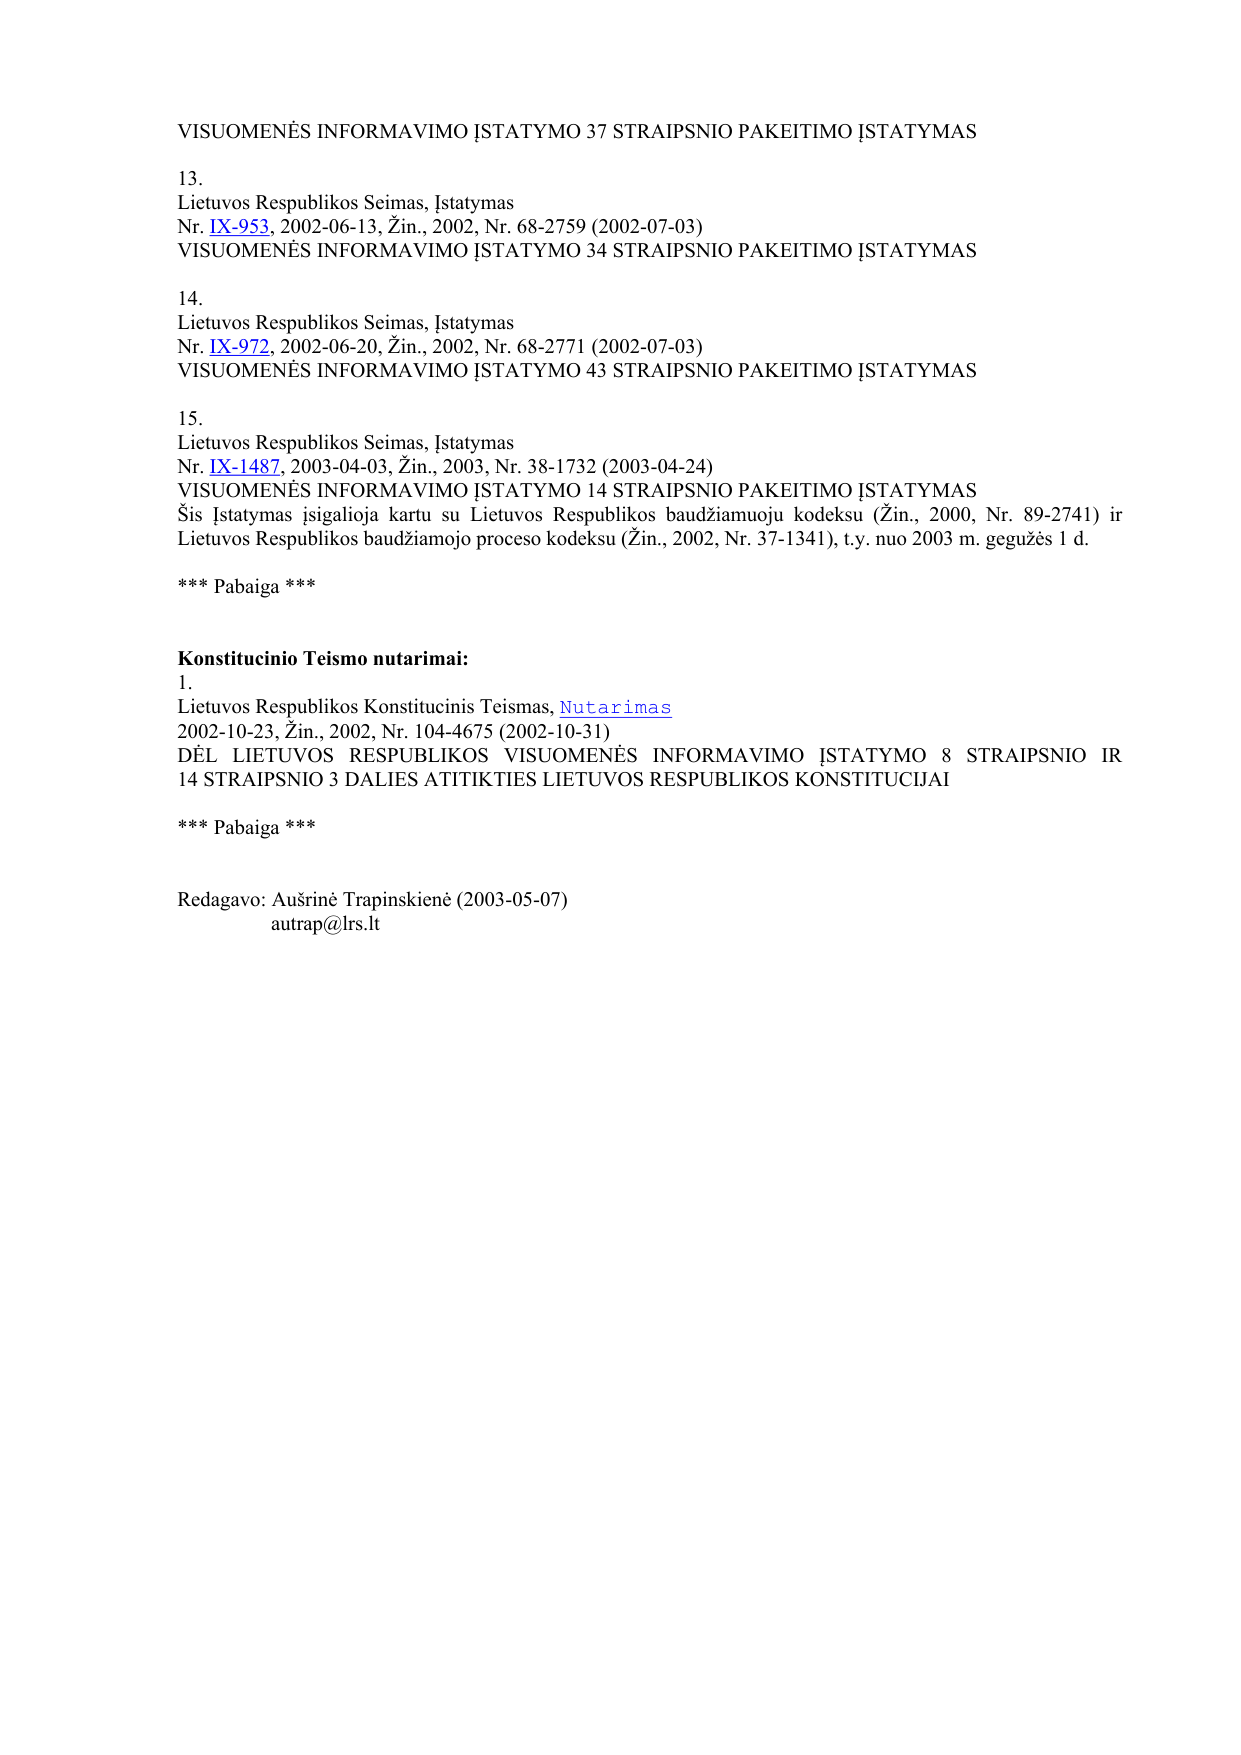 VISUOMENĖS INFORMAVIMO ĮSTATYMO 37 STRAIPSNIO PAKEITIMO ĮSTATYMAS
13.
Lietuvos Respublikos Seimas, Įstatymas
Nr. IX-953, 2002-06-13, Žin., 2002, Nr. 68-2759 (2002-07-03)
VISUOMENĖS INFORMAVIMO ĮSTATYMO 34 STRAIPSNIO PAKEITIMO ĮSTATYMAS
14.
Lietuvos Respublikos Seimas, Įstatymas
Nr. IX-972, 2002-06-20, Žin., 2002, Nr. 68-2771 (2002-07-03)
VISUOMENĖS INFORMAVIMO ĮSTATYMO 43 STRAIPSNIO PAKEITIMO ĮSTATYMAS
15.
Lietuvos Respublikos Seimas, Įstatymas
Nr. IX-1487, 2003-04-03, Žin., 2003, Nr. 38-1732 (2003-04-24)
VISUOMENĖS INFORMAVIMO ĮSTATYMO 14 STRAIPSNIO PAKEITIMO ĮSTATYMAS
Šis Įstatymas įsigalioja kartu su Lietuvos Respublikos baudžiamuoju kodeksu (Žin., 2000, Nr. 89-2741) ir
Lietuvos Respublikos baudžiamojo proceso kodeksu (Žin., 2002, Nr. 37-1341), t.y. nuo 2003 m. gegužės 1 d.
*** Pabaiga ***
Konstitucinio Teismo nutarimai:
1.
Lietuvos Respublikos Konstitucinis Teismas, Nutarimas
2002-10-23, Žin., 2002, Nr. 104-4675 (2002-10-31)
DĖL LIETUVOS RESPUBLIKOS VISUOMENĖS INFORMAVIMO ĮSTATYMO 8 STRAIPSNIO IR
14 STRAIPSNIO 3 DALIES ATITIKTIES LIETUVOS RESPUBLIKOS KONSTITUCIJAI
*** Pabaiga ***
Redagavo: Aušrinė Trapinskienė (2003-05-07)
autrap@lrs.lt